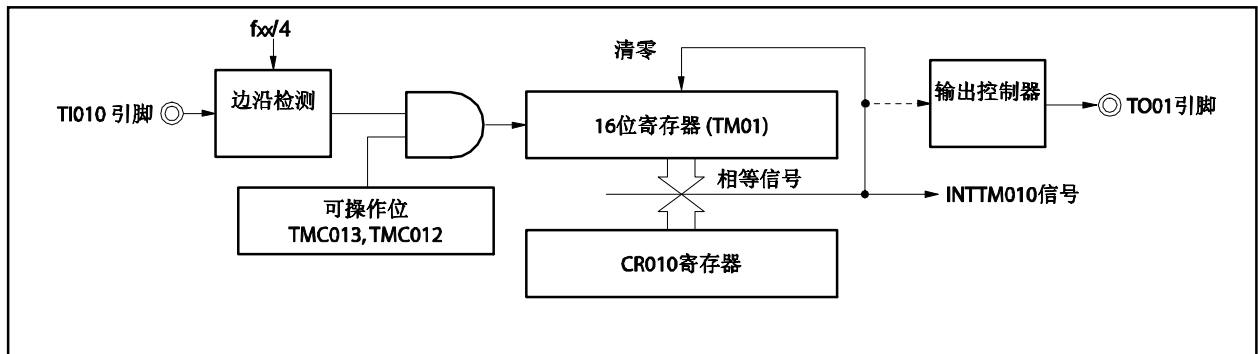 fxx/4
清零
TI010 引脚
边沿检测
16位寄存器 (TM01)
输出控制器
TO01引脚
相等信号
INTTM010信号
可操作位
TMC013, TMC012
CR010寄存器